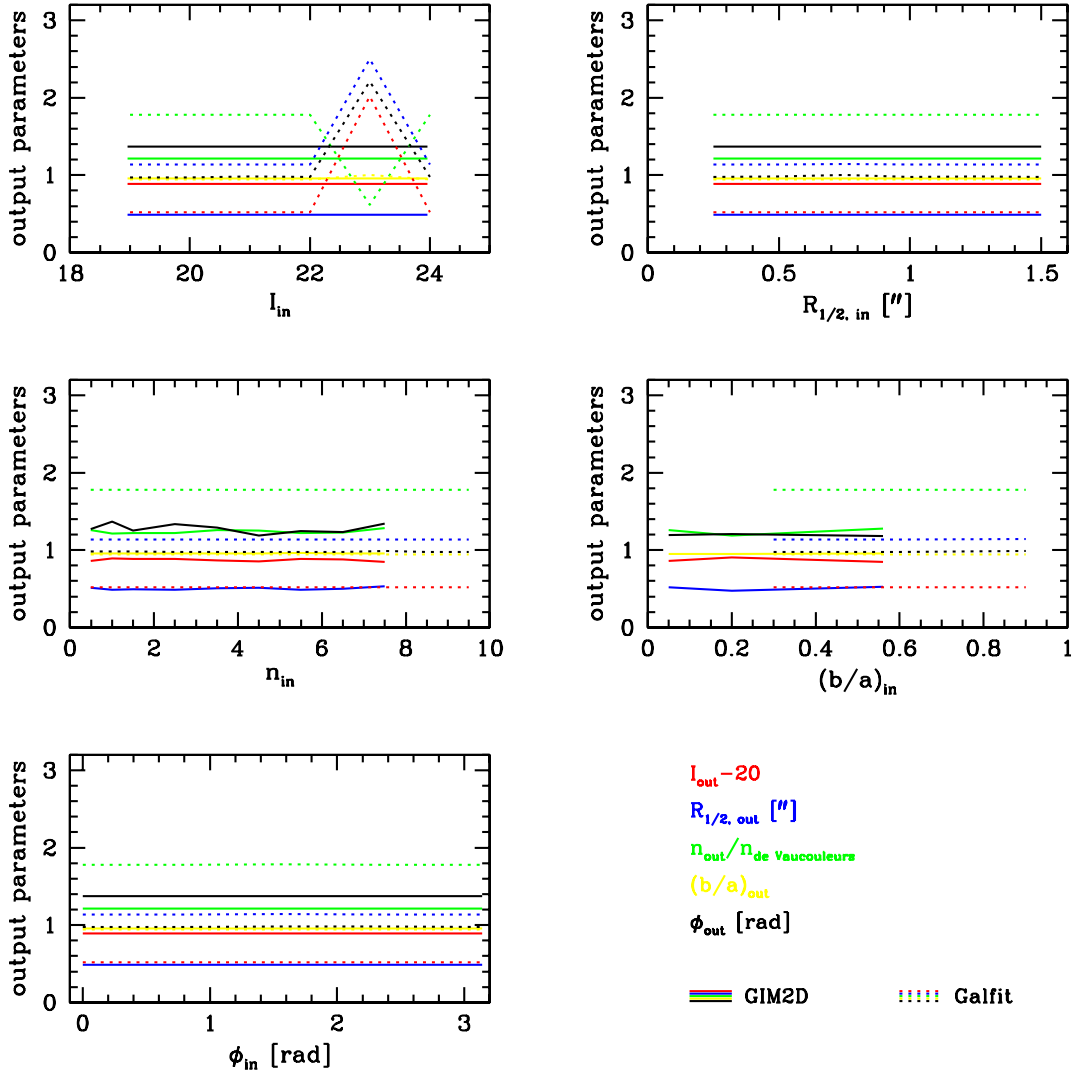 output parameters
3
2
1
0
18 20 22 24
I_in
output parameters
3
2
1
0
0 0.5 1 1.5
R_1/2, in ["]
output parameters
3
2
1
0
0 2 4 6 8 10
n_in
output parameters
3
2
1
0
0 0.2 0.4 0.6 0.8 1
(b/a)_in
output parameters
3
2
1
0
0 1 2 3
ϕ_in [rad]
I_out-20
R_1/2, out ["]
n_out/n_de Vaucouleurs
(b/a)_out
ϕ_out [rad]
GIM2D Galfit